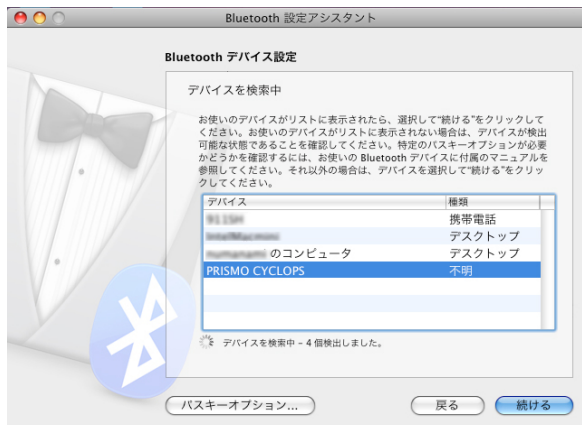 Bluetooth 設定アシスタント
Bluetooth デバイス設定
デバイスを検索中
お使いのデバイスがリストに表示されたら、選択して“続ける”をクリックして
ください。お使いのデバイスがリストに表示されない場合は、デバイスが検出
可能な状態であることを確認してください。特定のパスキーオプションが必要
かどうかを確認するには、お使いの Bluetooth デバイスに付属のマニュアルを
参照してください。それ以外の場合は、デバイスを選択して“続ける”をクリッ
クしてください。
デバイス 種類
携帯電話
デスクトップ
のコンピュータ デスクトップ
PRISMO CYCLOPS 不明
デバイスを検索中 – 4 個検出しました。
パスキーオプション... 戻る 続ける